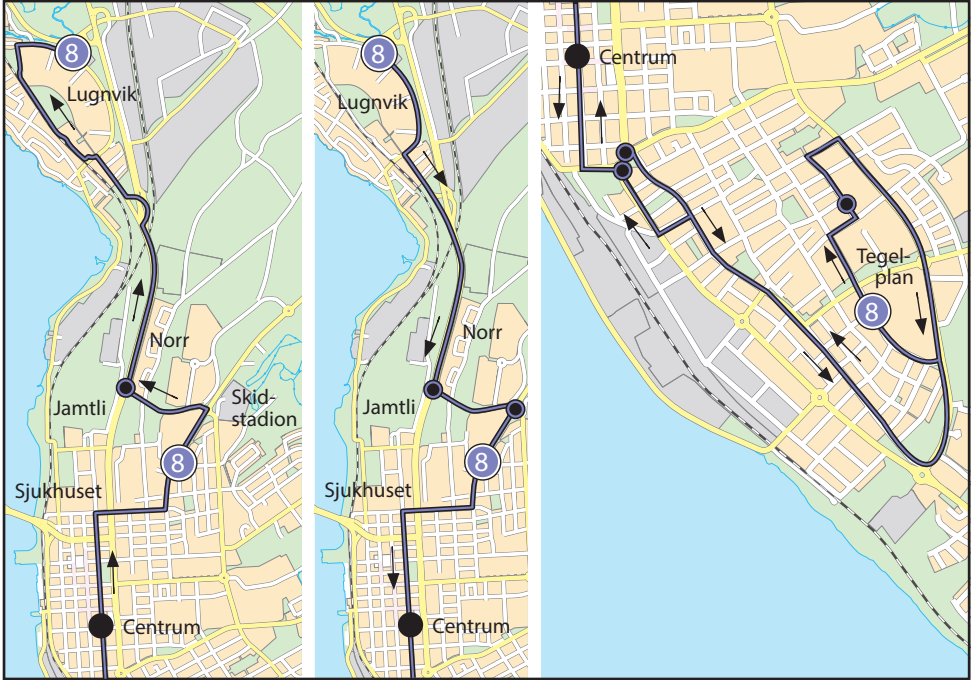 8
Lugnvik
Norr
Jamtli
Skid-
stadion
8
Sjukhuset
Centrum
8
Lugnvik
Norr
Jamtli
8
Sjukhuset
Centrum
Centrum
Tegel-
plan
8